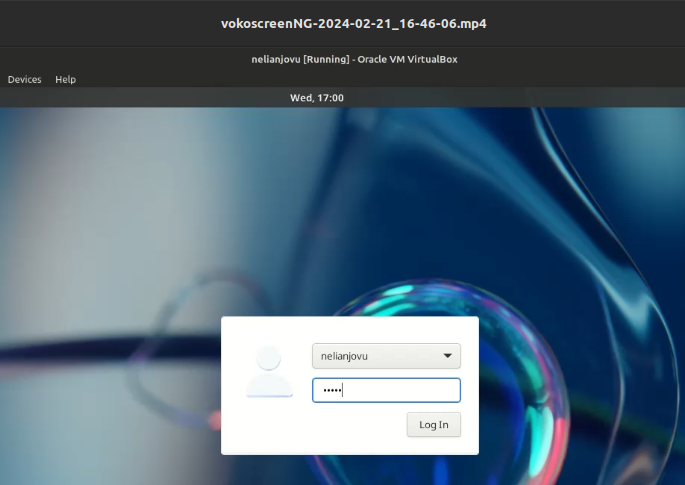 vokoscreenNG-2024-02-21_16-46-06.mp4
nelianjovu [Running] - Oracle VM VirtualBox
Devices Help
Wed, 17:00
nelianjovu
•••••
Log In